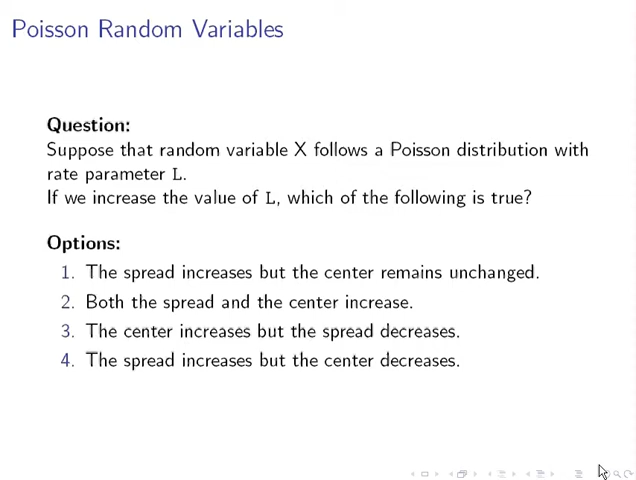 Poisson Random Variables
Question:
Suppose that random variable X follows a Poisson distribution with
rate parameter L.
If we increase the value of L, which of the following is true?
Options:
1. The spread increases but the center remains unchanged.
2. Both the spread and the center increase.
3. The center increases but the spread decreases.
4. The spread increases but the center decreases.